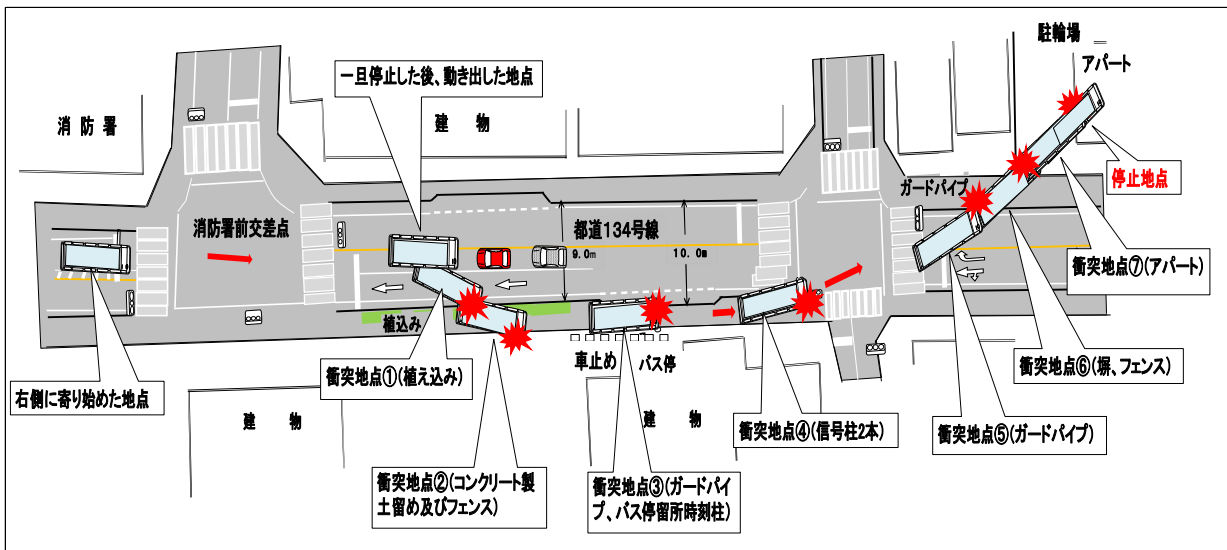 駐輪場
アパート
一旦停止した後、動き出した地点
消防署
建物
停止地点
ガードパイプ
消防署前交差点
都道134号線
9.0m
10.0m
衝突地点⑦(アパート)
植込み
車止め
バス停
衝突地点①(植え込み)
衝突地点⑥(塀、フェンス)
右側に寄り始めた地点
建物
建物
衝突地点④(信号柱2本)
衝突地点⑤(ガードパイプ)
衝突地点②(コンクリート製
土留め及びフェンス)
衝突地点③(ガードパイ
プ、バス停留所時刻柱)